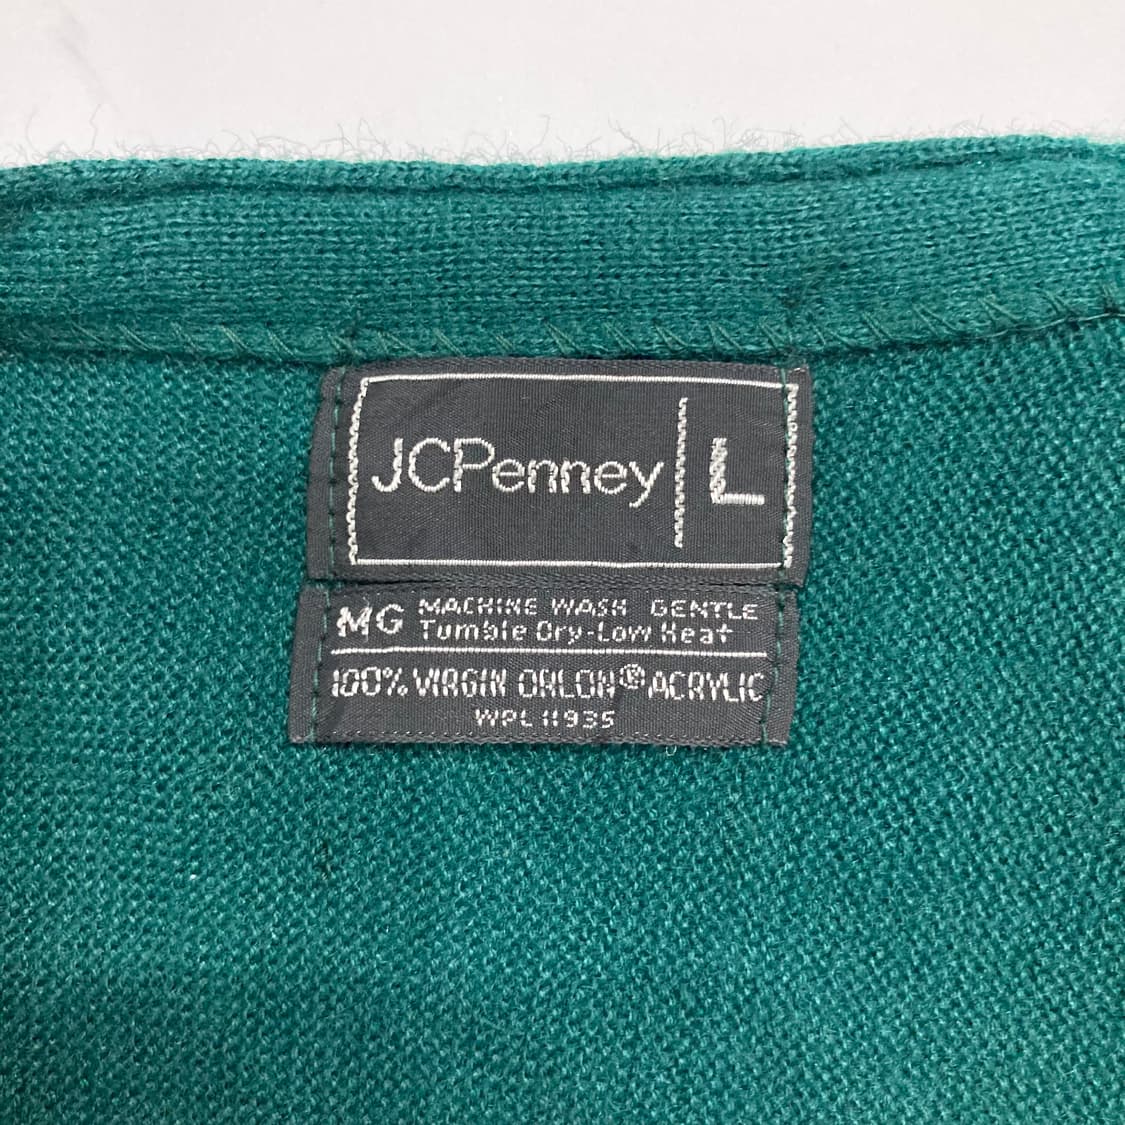 JCPenney L
MG MACHINE WASH GENTLE
Tumble Dry-Low Heat
100% VIRGIN ORLON® ACRYLIC
WPL 11935